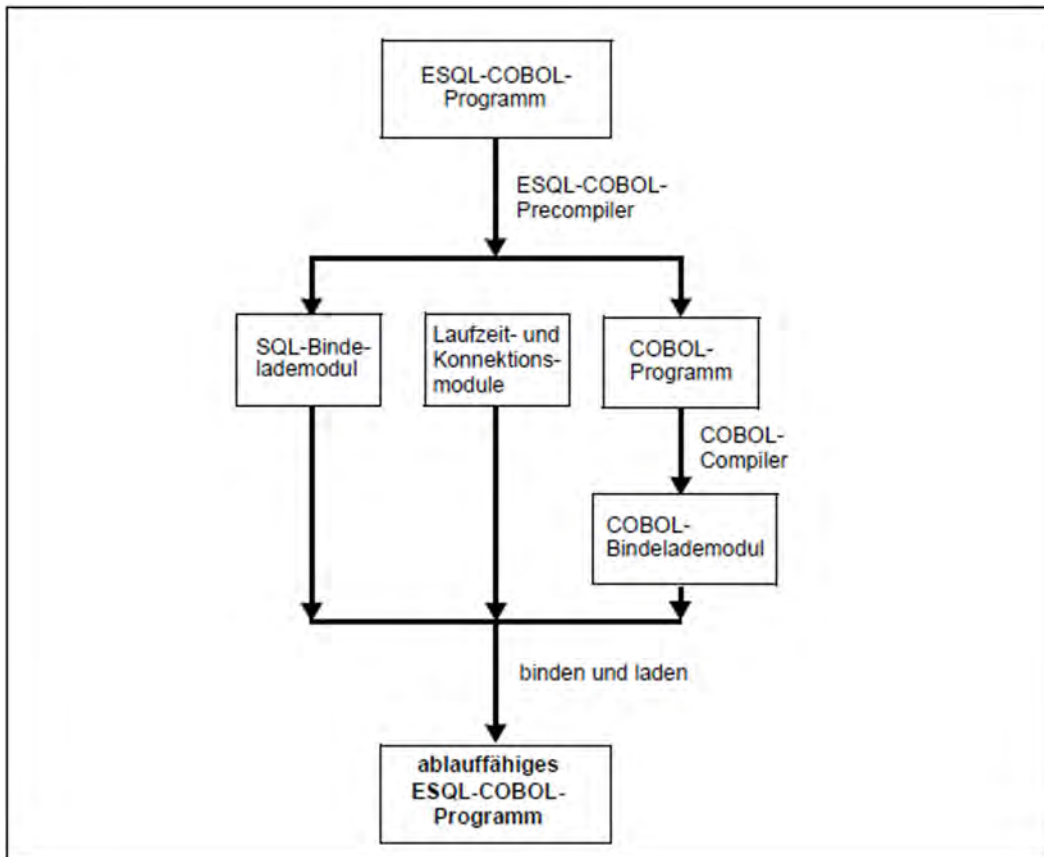 ESQL-COBOL-
Programm
ESQL-COBOL-
Precompiler
SQL-Binde-
lademodul
Laufzeit- und
Konnektions-
module
COBOL-
Programm
COBOL-
Compiler
COBOL-
Bindelademodul
binden und laden
ablauffähiges
ESQL-COBOL-
Programm